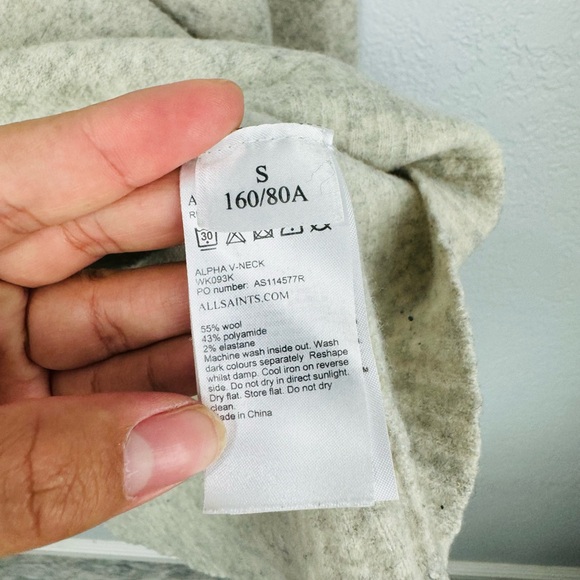 S
160/80A
A
R
30
ALPHA V-NECK
WK093K
PO number: AS114577R
ALLSAINTS.COM
55% wool
43% polyamide
2% elastane
Machine wash inside out. Wash
dark colours separately Reshape
whilst damp. Cool iron on reverse
side. Do not dry in direct sunlight.
Dry flat. Store flat. Do not dry
clean.
ade in China